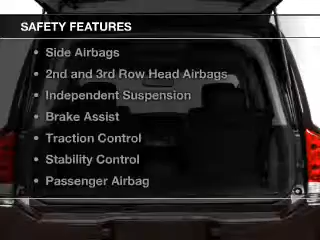 SAFETY FEATURES
• Side Airbags
• 2nd and 3rd Row Head Airbags
• Independent Suspension
• Brake Assist
• Traction Control
• Stability Control
• Passenger Airbag